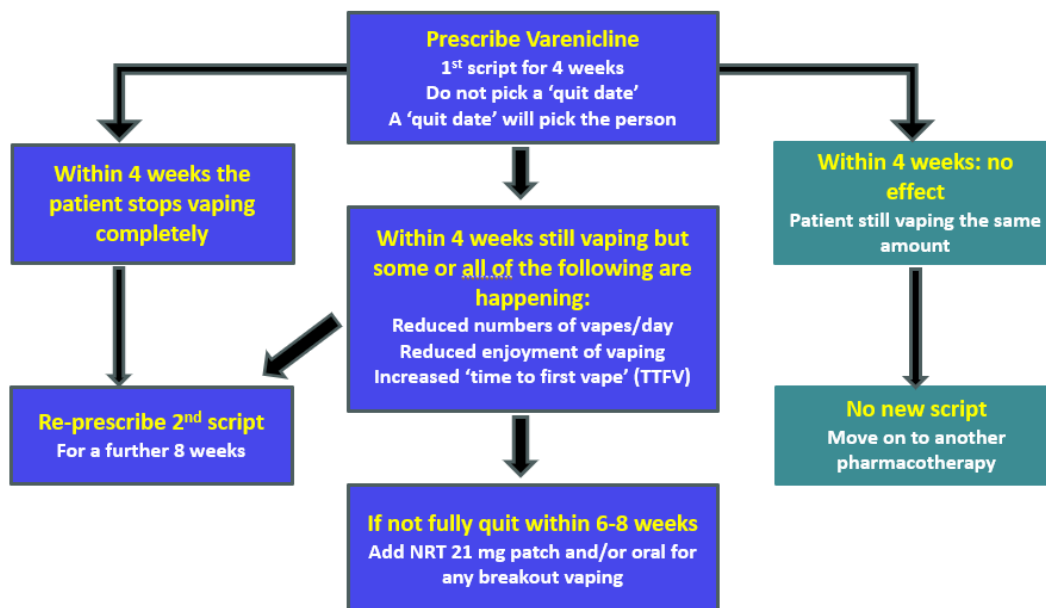 Prescribe Varenicline
1st script for 4 weeks
Do not pick a ‘quit date’
A ‘quit date’ will pick the person
Within 4 weeks the
patient stops vaping
completely
Within 4 weeks still vaping but
some or all of the following are
happening:
Reduced numbers of vapes/day
Reduced enjoyment of vaping
Increased ‘time to first vape’ (TTFV)
Within 4 weeks: no
effect
Patient still vaping the same
amount
Re-prescribe 2nd script
For a further 8 weeks
No new script
Move on to another
pharmacotherapy
If not fully quit within 6-8 weeks
Add NRT 21 mg patch and/or oral for
any breakout vaping